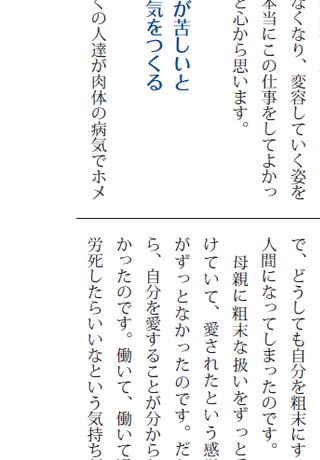 なくなり、変容していく姿を
本当にこの仕事をしてよかっ
と心から思います。
が苦しいと
気をつくる
くの人達が肉体の病気でホメ
で、どうしても自分を粗末にす
人間になってしまったのです。
母親に粗末な扱いをずっと
けていて、愛されたという感
がずっとなかったのです。だ
ら、自分を愛することが分から
かったのです。働いて、働いて
労死したらいいなという気持ち